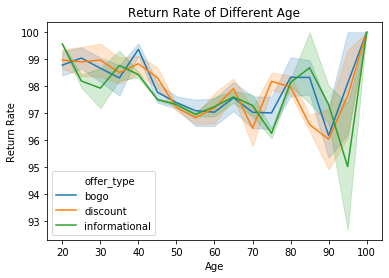 Return Rate of Different Age
100
99
98
97
96
95
94
93
Return Rate
offer_type
bogo
discount
informational
20 30 40 50 60 70 80 90 100
Age